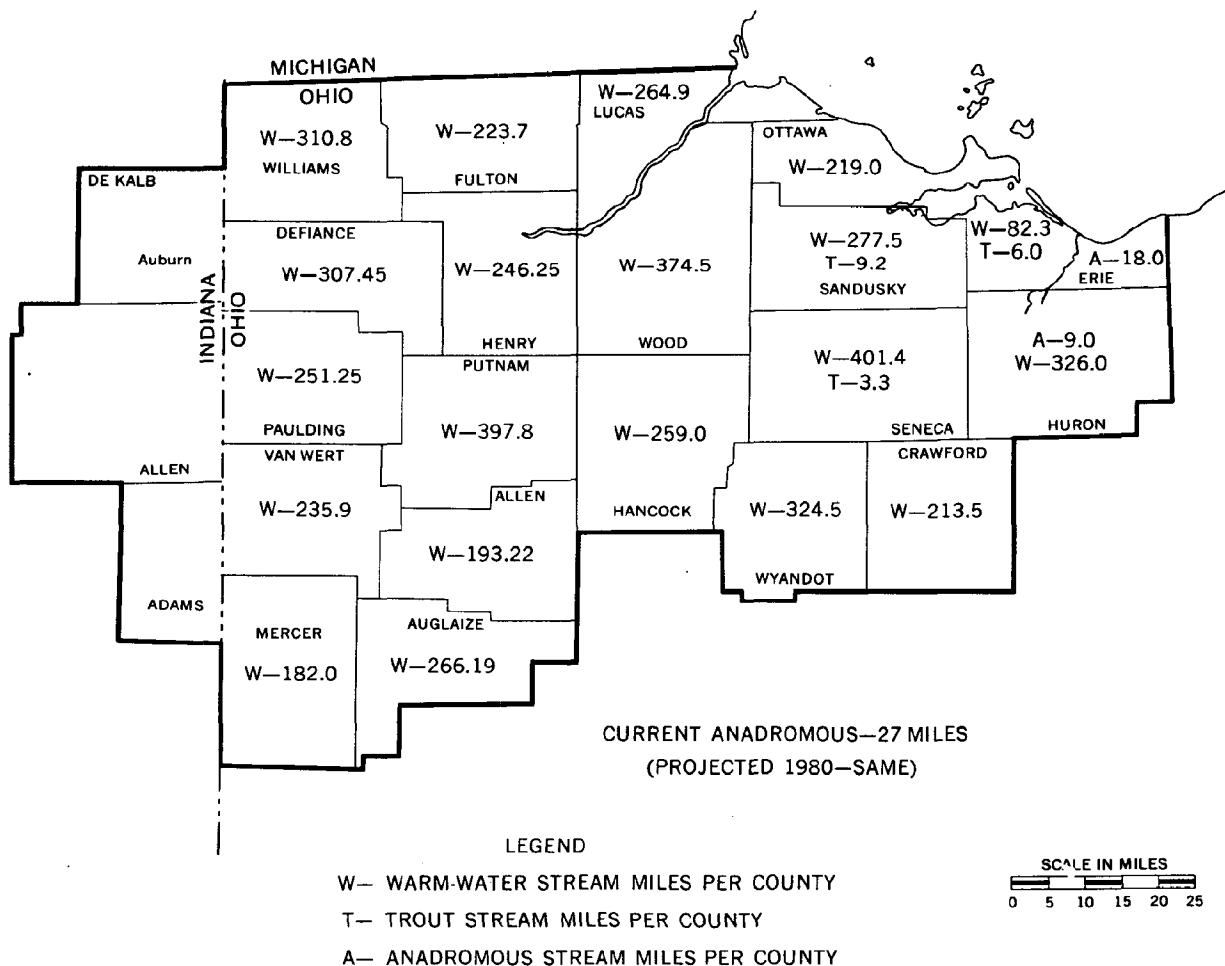 MICHIGAN
OHIO
W—310.8
WILLIAMS
W—223.7
FULTON
W—264.9
LUCAS
OTTAWA
W—219.0
DE KALB
Auburn
INDIANA
OHIO
DEFIANCE
W—307.45
W—246.25
HENRY
W—374.5
WOOD
W—277.5
T—9.2
SANDUSKY
W—82.3
T—6.0
A—18.0
ERIE
W—251.25
PAULDING
PUTNAM
W—397.8
W—259.0
HANCOCK
W—401.4
T—3.3
SENECA
A—9.0
W—326.0
HURON
ALLEN
VAN WERT
W—235.9
ALLEN
W—193.22
W—324.5
WYANDOT
CRAWFORD
W—213.5
ADAMS
MERCER
W—182.0
AUGLAIZE
W—266.19
CURRENT ANADROMOUS—27 MILES
(PROJECTED 1980—SAME)
LEGEND
W— WARM-WATER STREAM MILES PER COUNTY
T— TROUT STREAM MILES PER COUNTY
A— ANADROMOUS STREAM MILES PER COUNTY
SCALE IN MILES
0 5 10 15 20 25